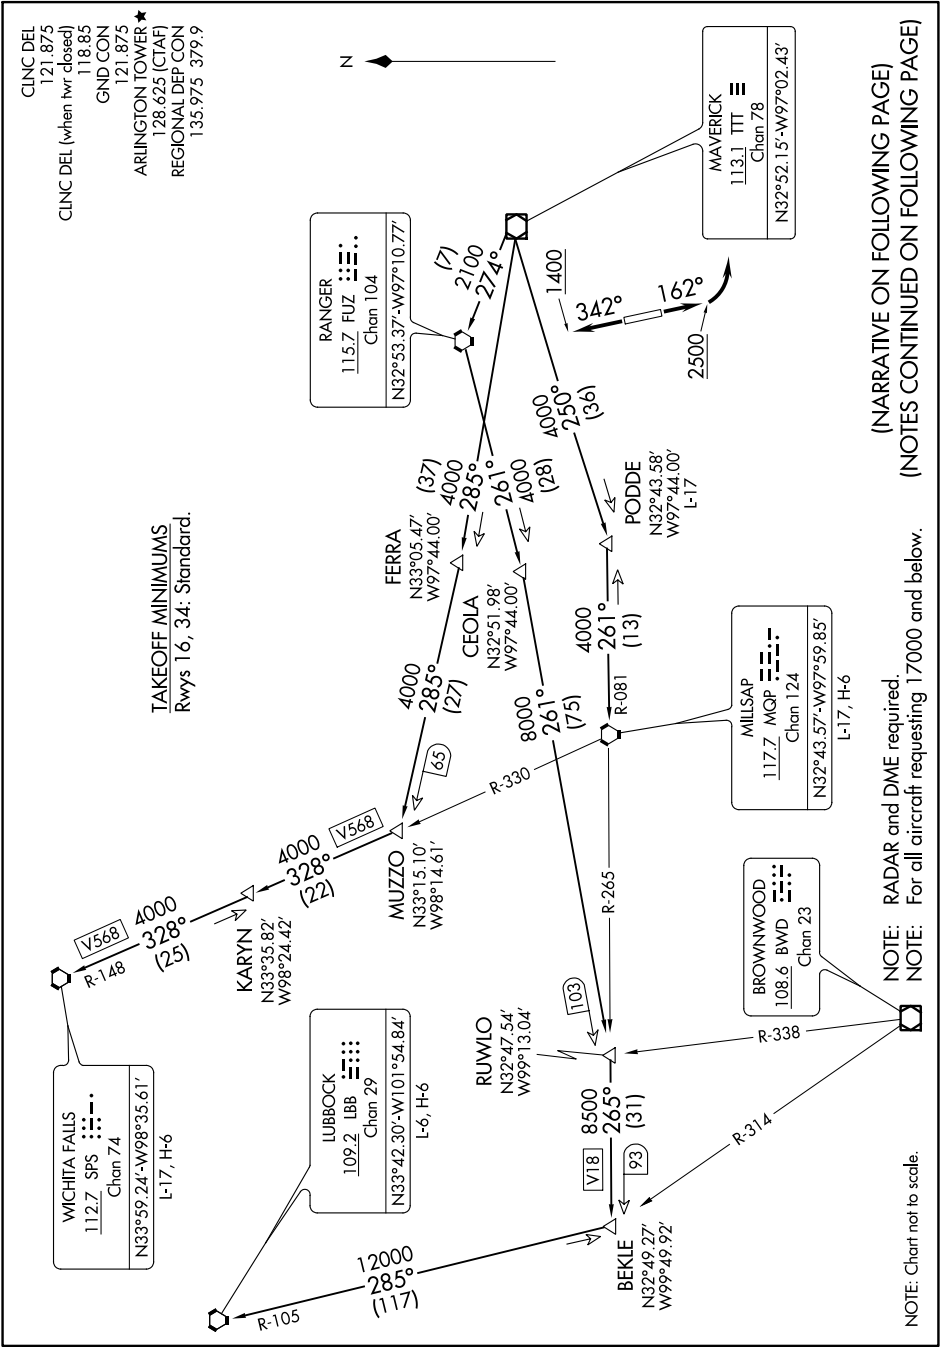 CLNC DEL
121.875
CLNC DEL (when twr closed)
118.85
GND CON
121.875
ARLINGTON TOWER★
128.625 (CTAF)
REGIONAL DEP CON
135.975 379.9
TAKEOFF MINIMUMS
Rwys 16, 34: Standard.
N
WICHITA FALLS
112.7 SPS
Chan 74
N33°59.24′-W98°35.61′
L-17, H-6
V568
4000
328°
(25)
R-148
KARYN
N33°35.82′
W98°24.42′
4000
328°
(22)
V568
MUZZO
N33°15.10′
W98°14.61′
65
4000
285°
(27)
FERRA
N33°05.47′
W97°44.00′
(37)
4000
285°
RANGER
115.7 FUZ
Chan 104
N32°53.37′-W97°10.77′
(7)
2100
274°
261°
4000
(28)
CEOLA
N32°51.98′
W97°44.00′
8000
261°
(75)
4000
250°
(36)
PODDE
N32°43.58′
W97°44.00′
L-17
4000
261°
(13)
R-081
R-330
R-265
1400
342°
162°
2500
MAVERICK
113.1 TTT
Chan 78
N32°52.15′-W97°02.43′
MILLSAP
117.7 MQP
Chan 124
N32°43.57′-W97°59.85′
L-17, H-6
LUBBOCK
109.2 LBB
Chan 29
N33°42.30′-W101°54.84′
L-6, H-6
RUWLO
N32°47.54′
W99°13.04′
103
8500
265°
(31)
V18
93
BEKLE
N32°49.27′
W99°49.92′
12000
285°
(117)
R-105
BROWNWOOD
108.6 BWD
Chan 23
R-338
R-314
NOTE: RADAR and DME required.
NOTE: For all aircraft requesting 17000 and below.
(NARRATIVE ON FOLLOWING PAGE)
(NOTES CONTINUED ON FOLLOWING PAGE)
NOTE: Chart not to scale.